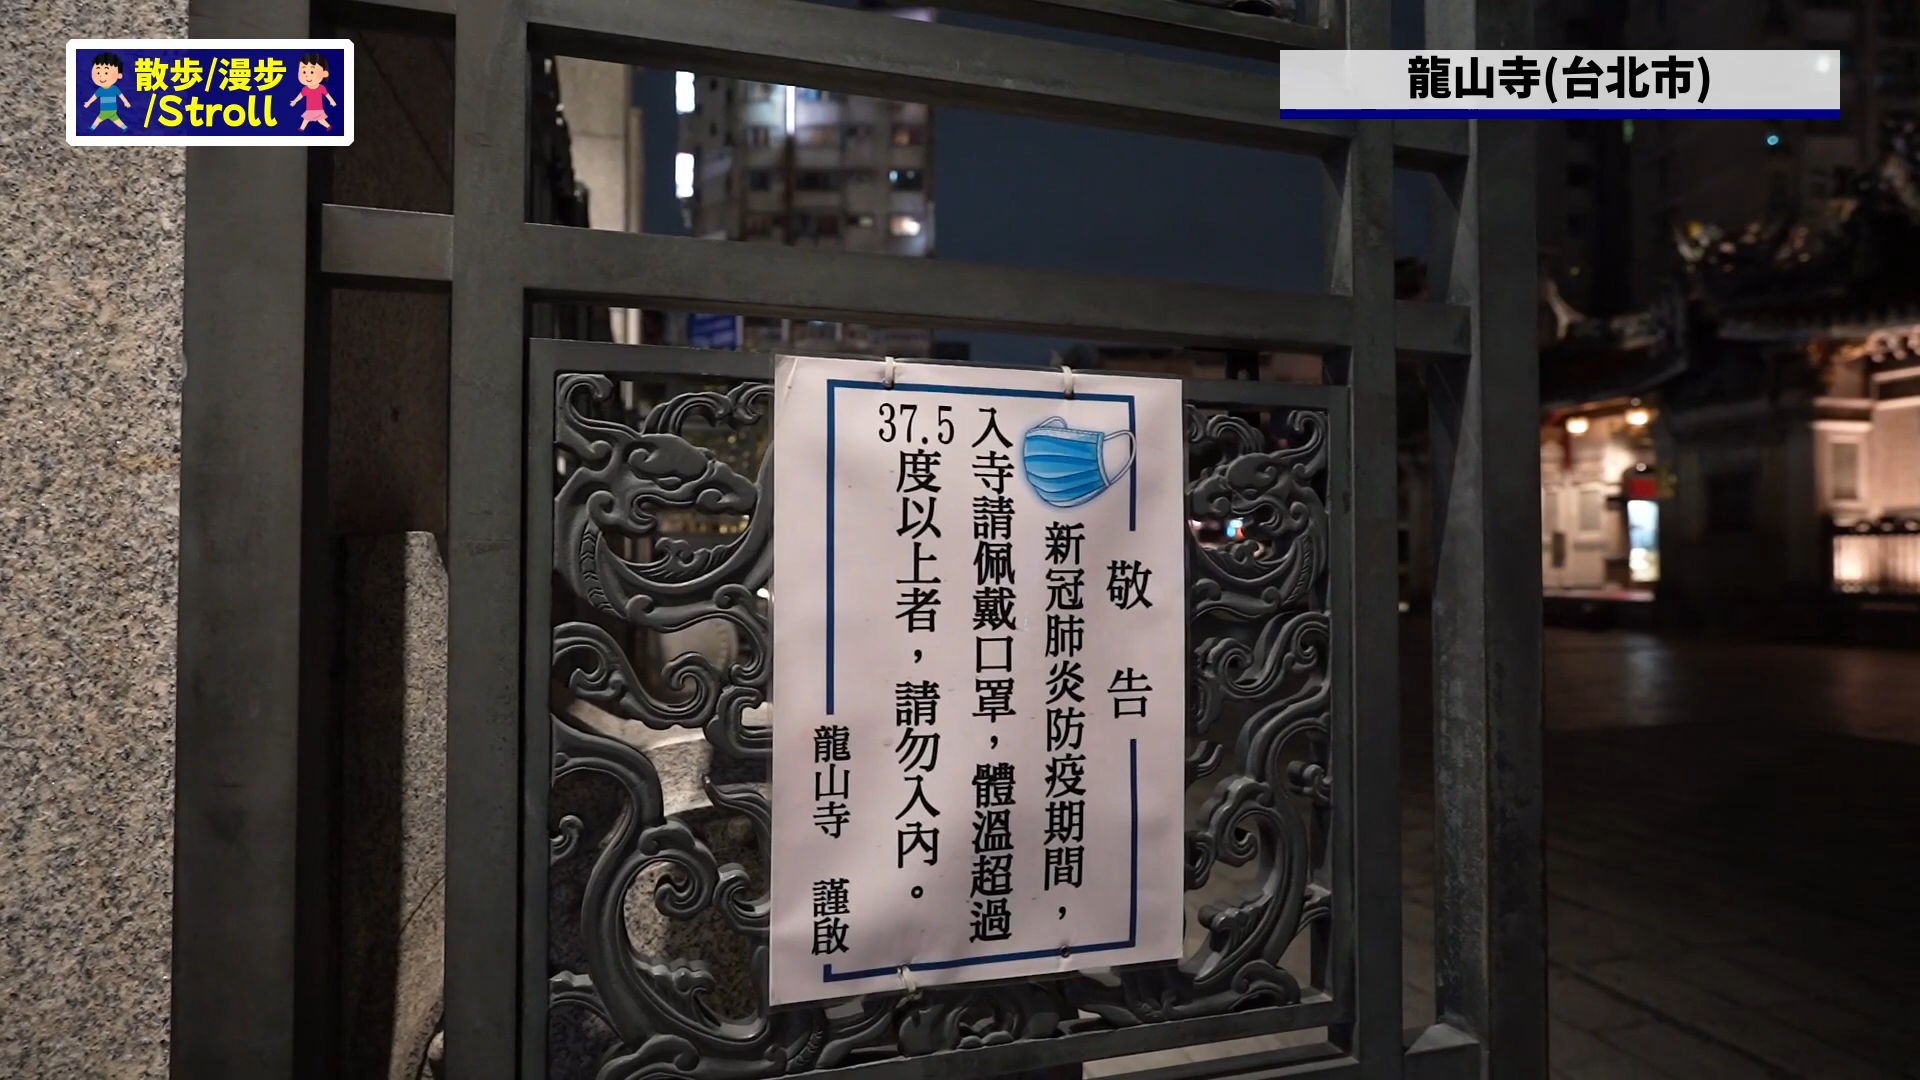 散歩/漫步
/Stroll
龍山寺(台北市)
敬告
新冠肺炎防疫期間，
入寺請佩戴口罩，體溫超過
37.5度以上者，請勿入內。
龍山寺 謹啟